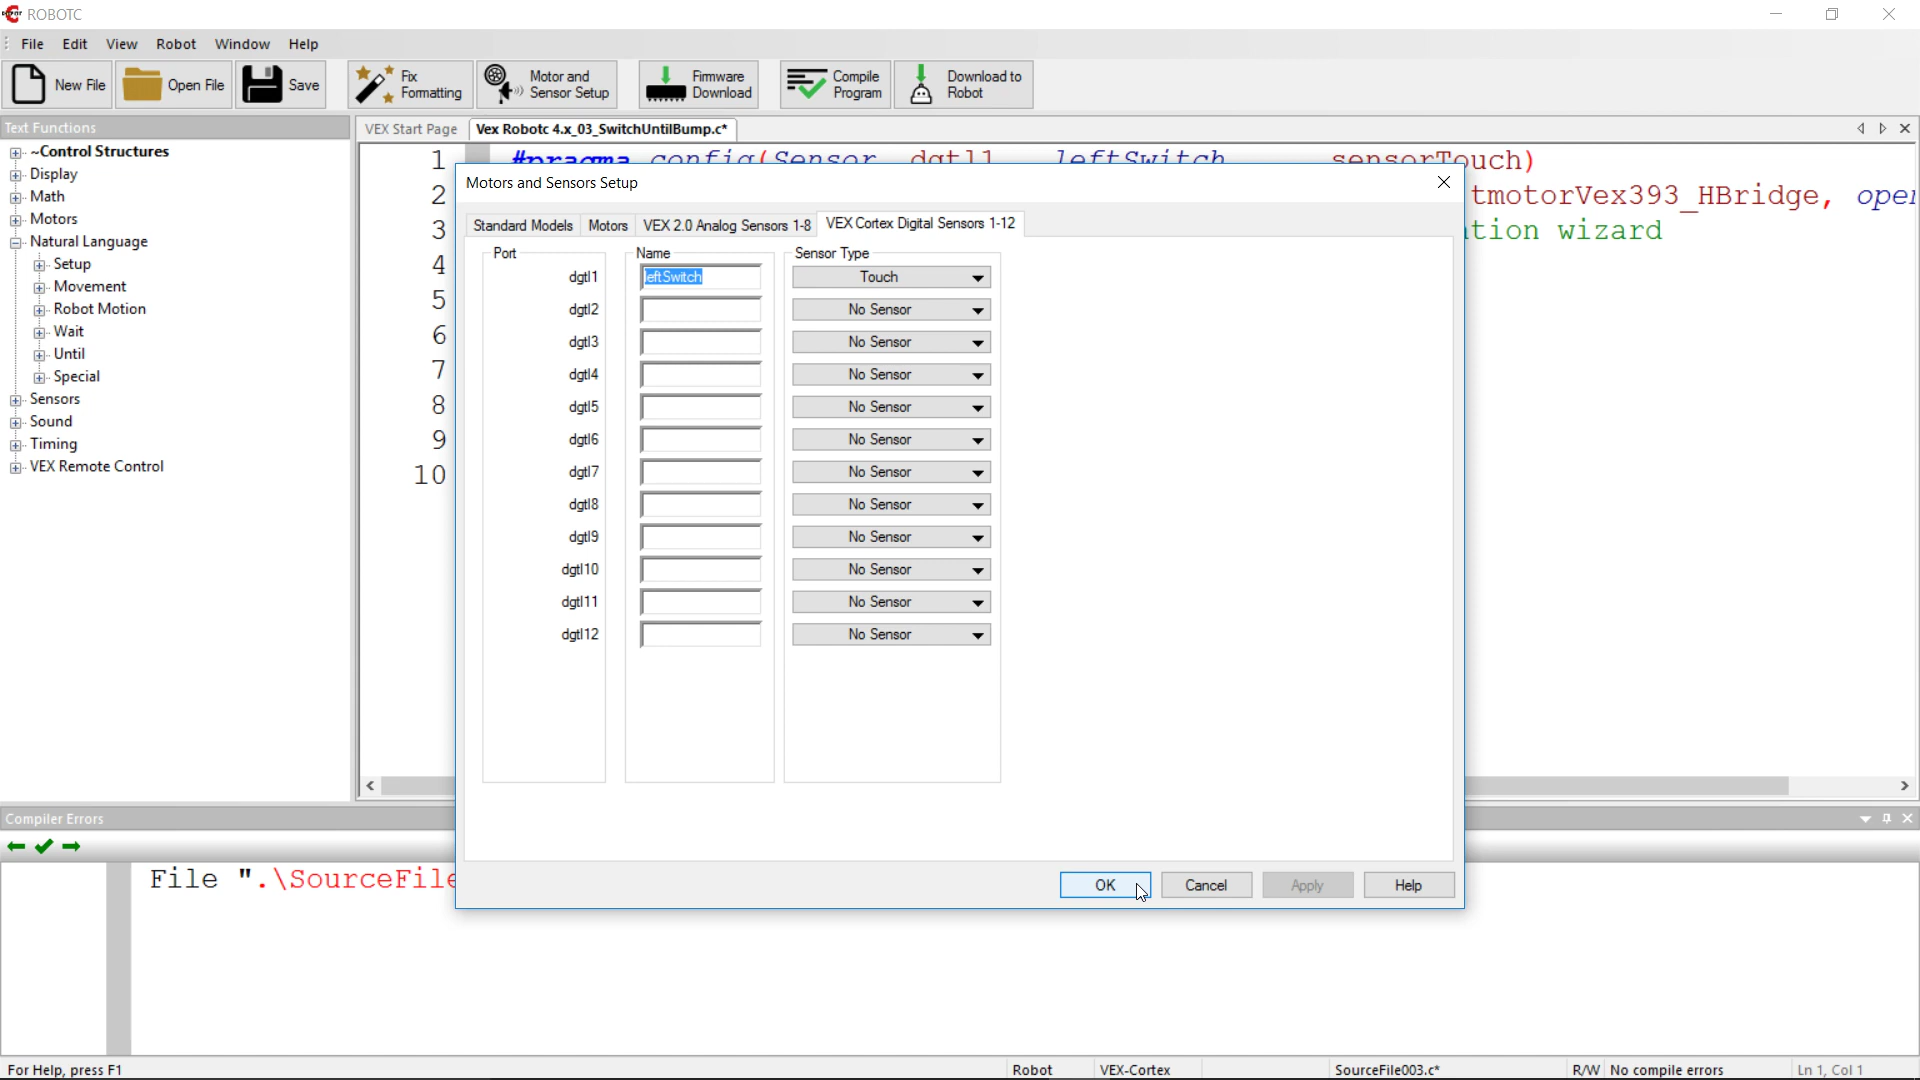 ROBOTC
File Edit View Robot Window Help
New File Open File Save Fix Formatting Motor and Sensor Setup Firmware Download Compile Program Download to Robot
Text Functions
VEX Start Page Vex Robotc 4.x_03_SwitchUntilBump.c*
~Control Structures
Display
Math
Motors
Natural Language
Setup
Movement
Robot Motion
Wait
Until
Special
Sensors
Sound
Timing
VEX Remote Control
1 #pragma config(Sensor, dgtl1, leftSwitch, sensorTouch)
2 tmotorVex393_HBridge, open
3 wizard
4
5
6
7
8
9
10
Motors and Sensors Setup
Standard Models Motors VEX 2.0 Analog Sensors 1-8 VEX Cortex Digital Sensors 1-12
Port Name Sensor Type
dgtl1 leftSwitch Touch
dgtl2 No Sensor
dgtl3 No Sensor
dgtl4 No Sensor
dgtl5 No Sensor
dgtl6 No Sensor
dgtl7 No Sensor
dgtl8 No Sensor
dgtl9 No Sensor
dgtl10 No Sensor
dgtl11 No Sensor
dgtl12 No Sensor
OK Cancel Apply Help
Compiler Errors
File ".\SourceFile
For Help, press F1 Robot VEX-Cortex SourceFile003.c* R/W No compile errors Ln 1, Col 1